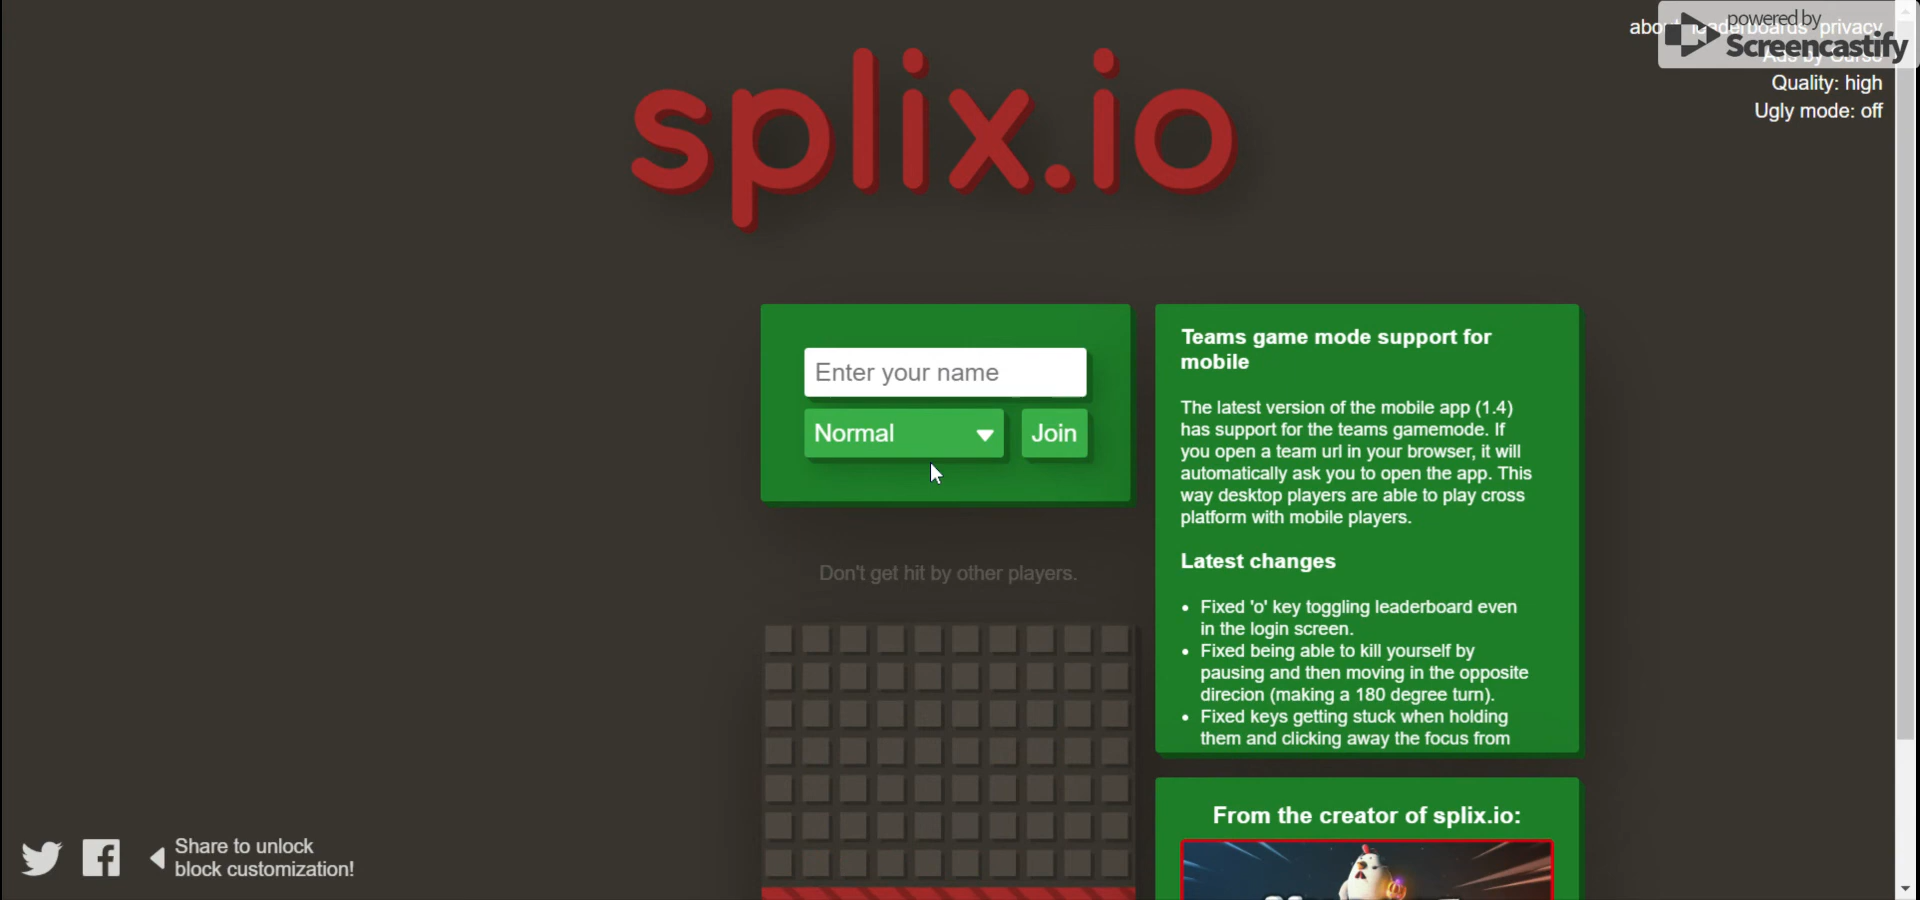 about leaderboards privacy
powered by
Screencastify
Quality: high
Ugly mode: off
splix.io
Enter your name
Normal
Join
Don't get hit by other players.
Teams game mode support for
mobile
The latest version of the mobile app (1.4)
has support for the teams gamemode. If
you open a team url in your browser, it will
automatically ask you to open the app. This
way desktop players are able to play cross
platform with mobile players.
Latest changes
Fixed 'o' key toggling leaderboard even
in the login screen.
Fixed being able to kill yourself by
pausing and then moving in the opposite
direcion (making a 180 degree turn).
Fixed keys getting stuck when holding
them and clicking away the focus from
From the creator of splix.io:
Share to unlock
block customization!